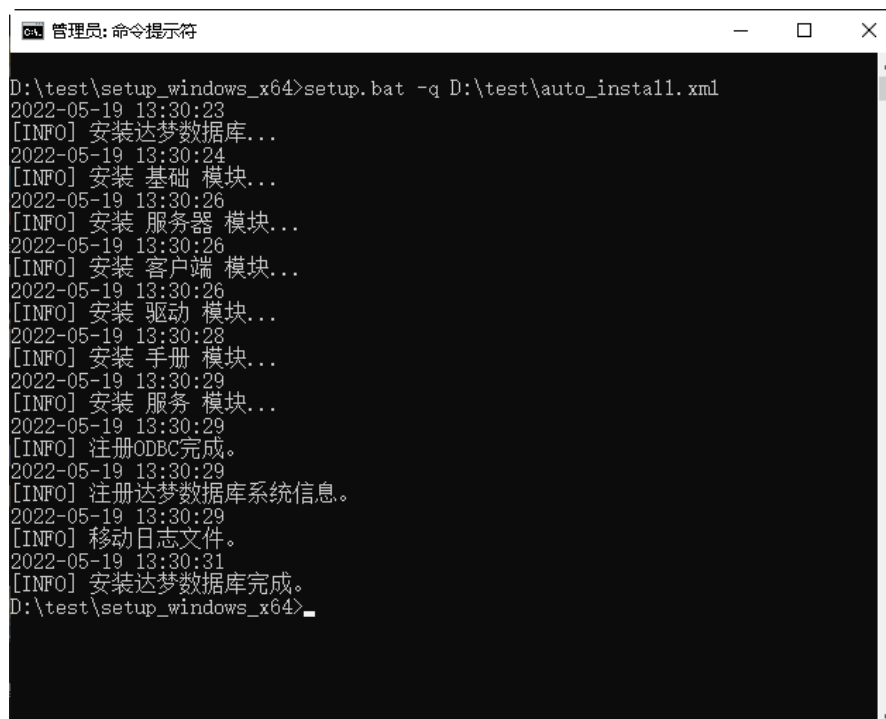 管理员: 命令提示符
D:\test\setup_windows_x64>setup.bat -q D:\test\auto_install.xml
2022-05-19 13:30:23
[INFO] 安装达梦数据库...
2022-05-19 13:30:24
[INFO] 安装 基础 模块...
2022-05-19 13:30:26
[INFO] 安装 服务器 模块...
2022-05-19 13:30:26
[INFO] 安装 客户端 模块...
2022-05-19 13:30:26
[INFO] 安装 驱动 模块...
2022-05-19 13:30:28
[INFO] 安装 手册 模块...
2022-05-19 13:30:29
[INFO] 安装 服务 模块...
2022-05-19 13:30:29
[INFO] 注册ODBC完成。
2022-05-19 13:30:29
[INFO] 注册达梦数据库系统信息。
2022-05-19 13:30:29
[INFO] 移动日志文件。
2022-05-19 13:30:31
[INFO] 安装达梦数据库完成。
D:\test\setup_windows_x64>